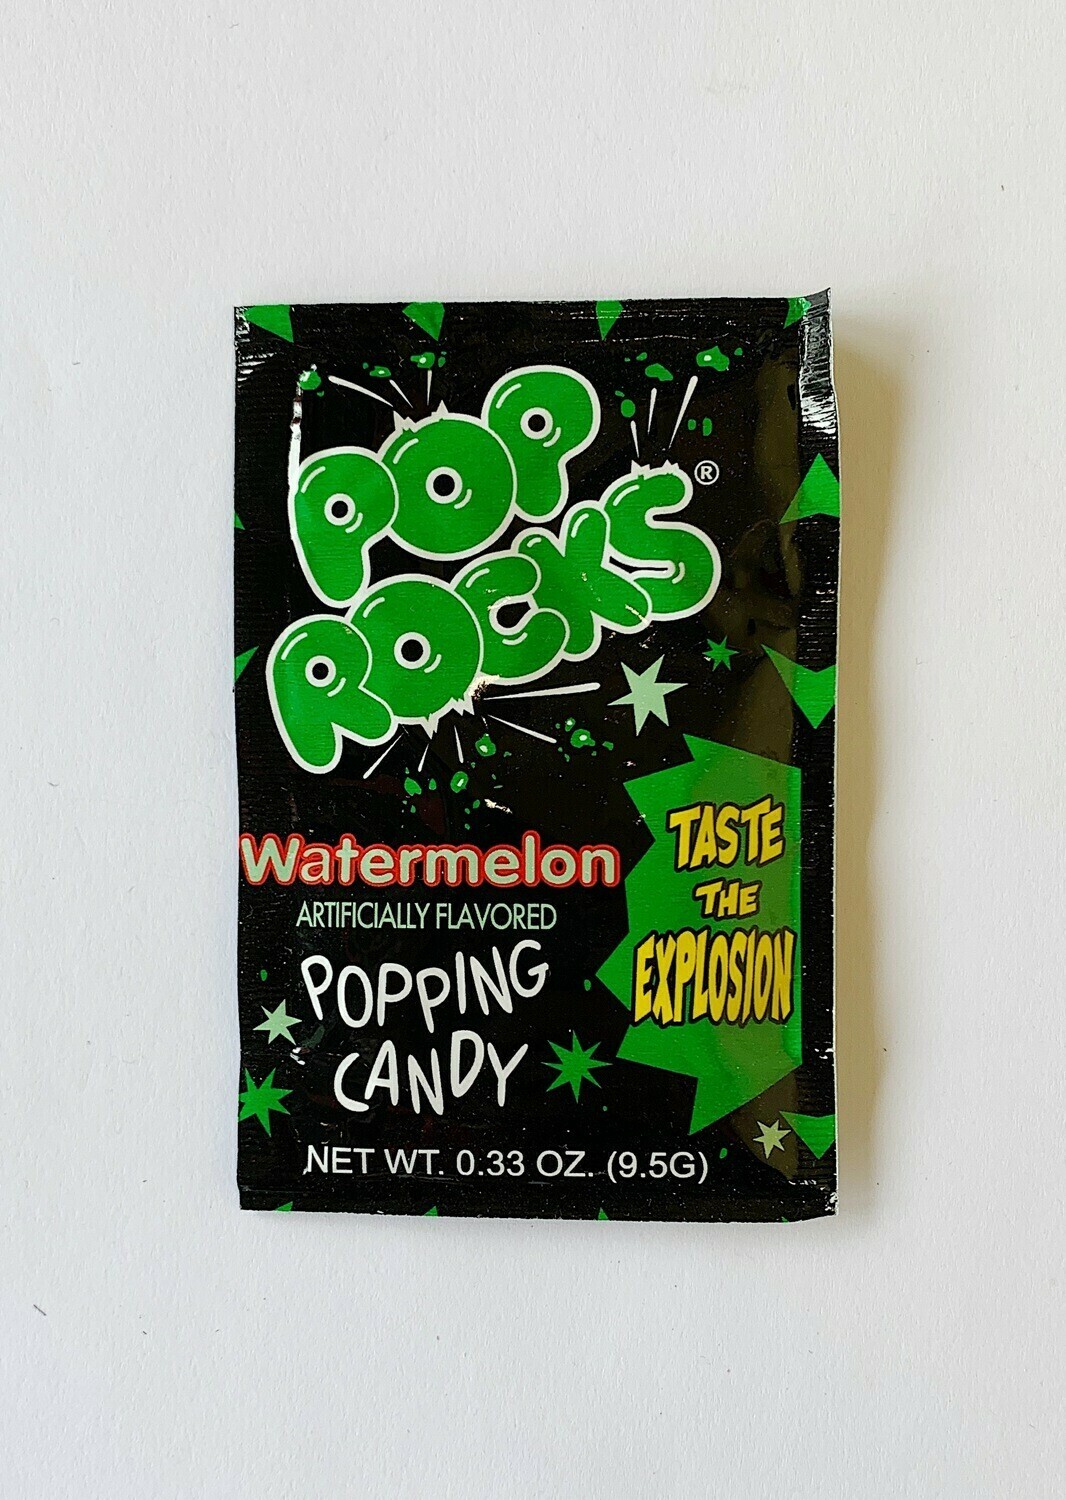 POP
ROCKS®
Watermelon
ARTIFICIALLY FLAVORED
POPPING
CANDY
TASTE
THE
EXPLOSION
NET WT. 0.33 OZ. (9.5G)